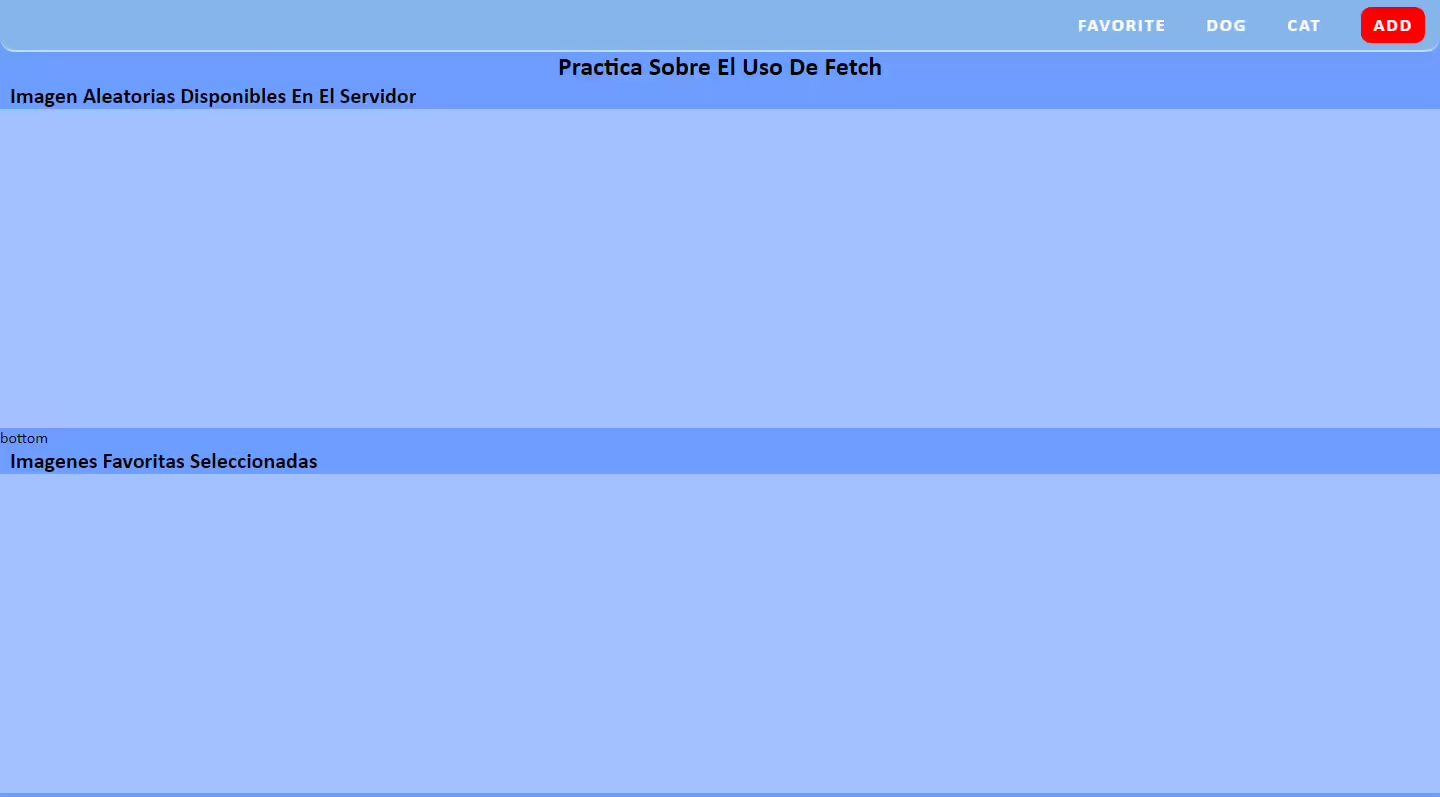 FAVORITE DOG CAT ADD
Practica Sobre El Uso De Fetch
Imagen Aleatorias Disponibles En El Servidor
bottom
Imagenes Favoritas Seleccionadas